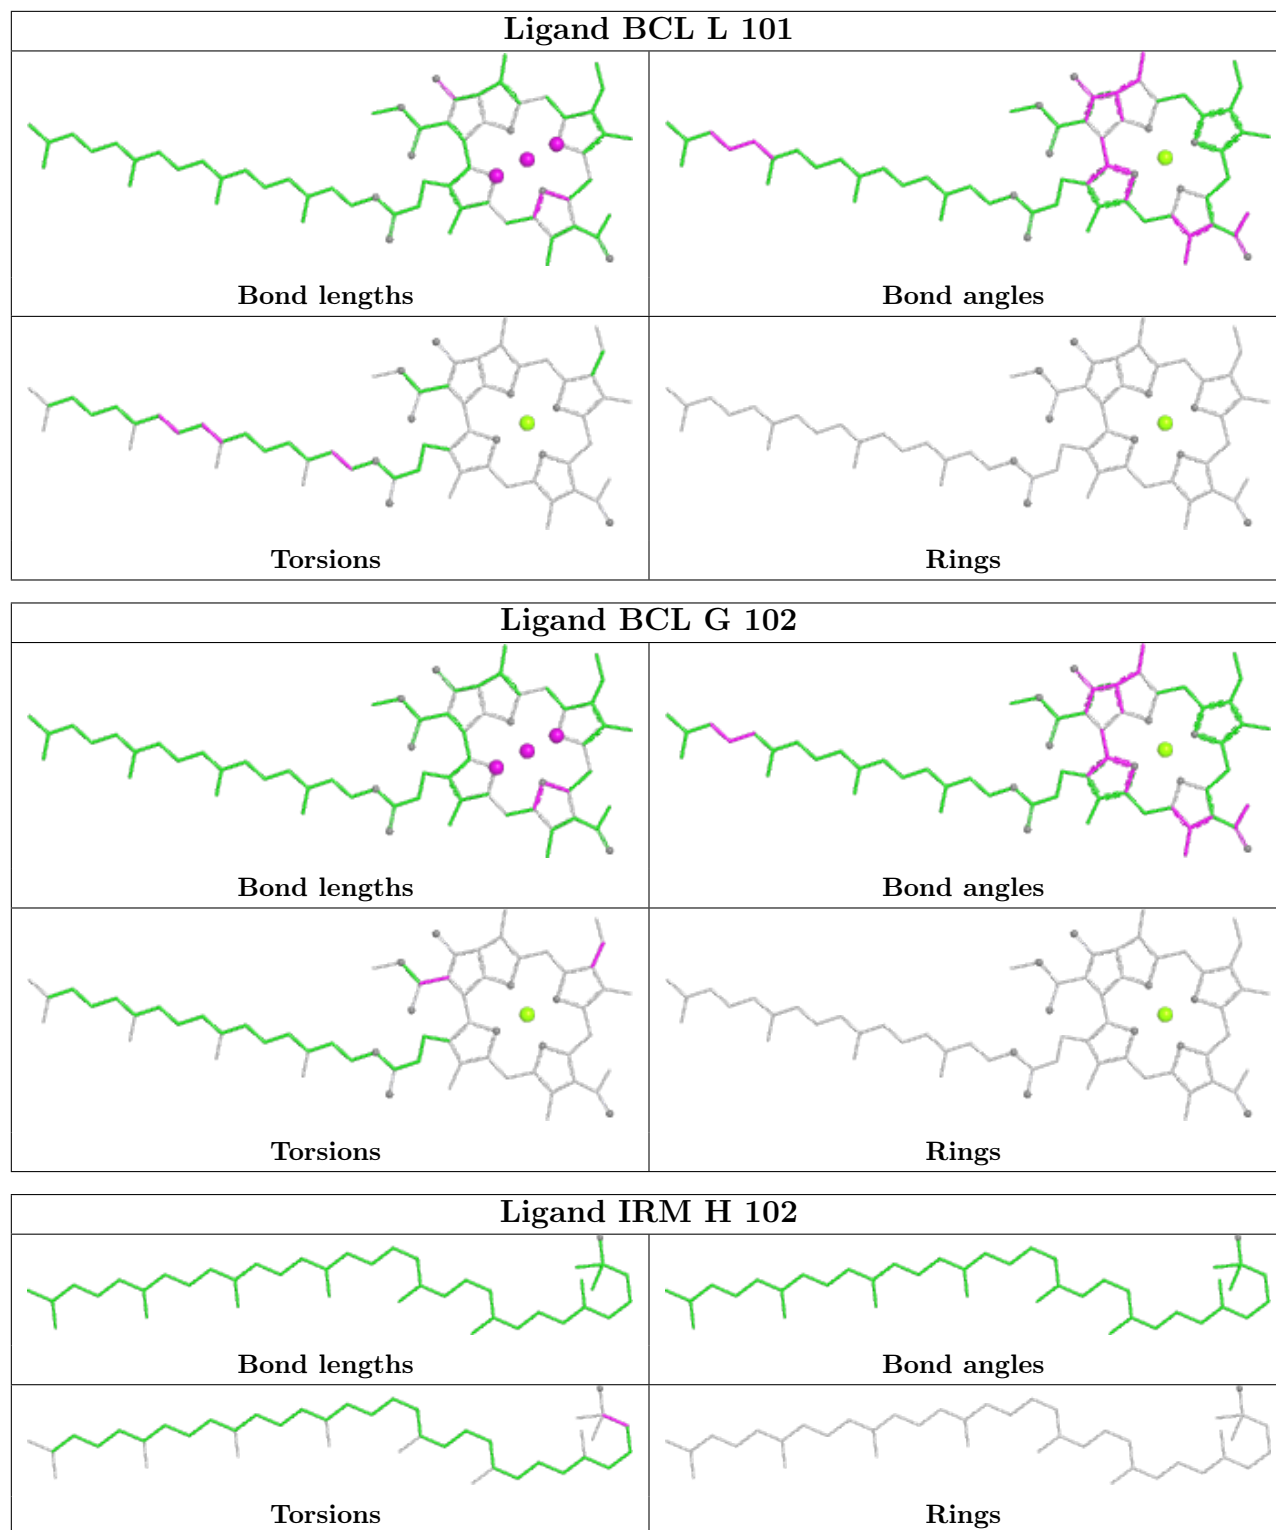 Ligand BCL L 101
Bond lengths
Bond angles
Torsions
Rings
Ligand BCL G 102
Bond lengths
Bond angles
Torsions
Rings
Ligand IRM H 102
Bond lengths
Bond angles
Torsions
Rings